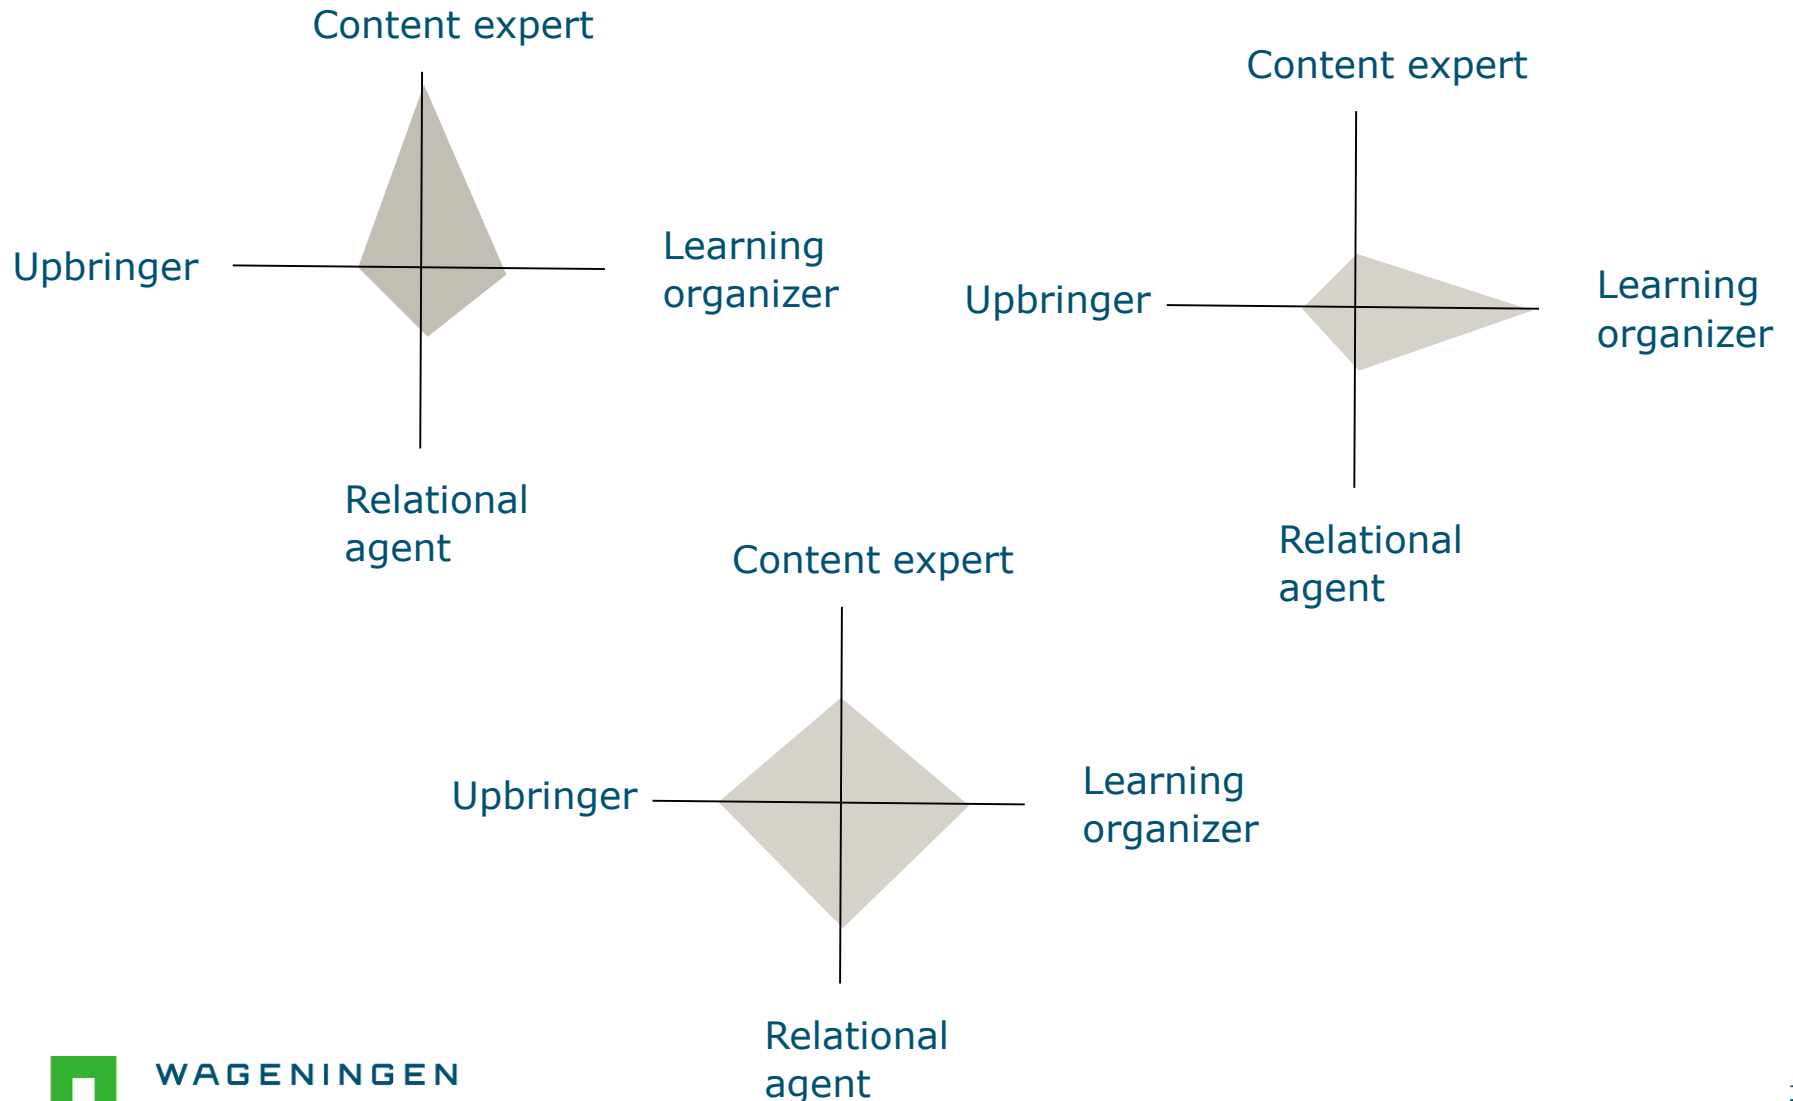 Content expert
Upbringer
Learning
organizer
Relational
agent
Content expert
Upbringer
Learning
organizer
Relational
agent
Content expert
Upbringer
Learning
organizer
Relational
agent
WAGENINGEN